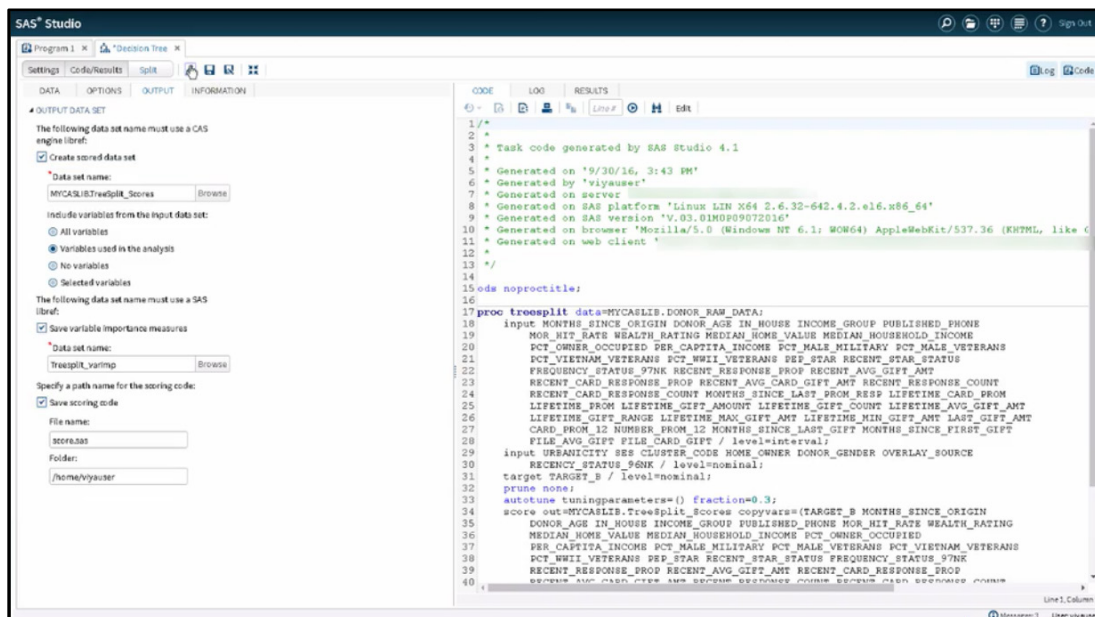 SAS® Studio
Sign Out
Program 1 × *Decision Tree ×
Settings Code/Results Split
Log Code
DATA OPTIONS OUTPUT INFORMATION
OUTPUT DATA SET
The following data set name must use a CAS
engine libref:
Create scored data set
*Data set name:
MYCASLIB.TreeSplit_Scores Browse
Include variables from the input data set:
All variables
Variables used in the analysis
No variables
Selected variables
The following data set name must use a SAS
libref:
Save variable importance measures
*Data set name:
Treesplit_varimp Browse
Specify a path name for the scoring code:
Save scoring code
File name:
score.sas
Folder:
/home/viyauser
CODE LOG RESULTS
Line # Edit
1 /*
2 *
3 * Task code generated by SAS Studio 4.1
4 *
5 * Generated on '9/30/16, 3:43 PM'
6 * Generated by 'viyauser'
7 * Generated on server
8 * Generated on SAS platform 'Linux LIN X64 2.6.32-642.4.2.el6.x86_64'
9 * Generated on SAS version 'V.03.01M0P09072016'
10 * Generated on browser 'Mozilla/5.0 (Windows NT 6.1; WOW64) AppleWebKit/537.36 (KHTML, like G
11 * Generated on web client '
12 *
13 */
14
15 ods noproctitle;
16
17 proc treesplit data=MYCASLIB.DONOR_RAW_DATA;
18 input MONTHS_SINCE_ORIGIN DONOR_AGE IN_HOUSE INCOME_GROUP PUBLISHED_PHONE
19 MOR_HIT_RATE WEALTH_RATING MEDIAN_HOME_VALUE MEDIAN_HOUSEHOLD_INCOME
20 PCT_OWNER_OCCUPIED PER_CAPTITA_INCOME PCT_MALE_MILITARY PCT_MALE_VETERANS
21 PCT_VIETNAM_VETERANS PCT_WWII_VETERANS PEP_STAR RECENT_STAR_STATUS
22 FREQUENCY_STATUS_97NK RECENT_RESPONSE_PROP RECENT_AVG_GIFT_AMT
23 RECENT_CARD_RESPONSE_PROP RECENT_AVG_CARD_GIFT_AMT RECENT_RESPONSE_COUNT
24 RECENT_CARD_RESPONSE_COUNT MONTHS_SINCE_LAST_PROM_RESP LIFETIME_CARD_PROM
25 LIFETIME_PROM LIFETIME_GIFT_AMOUNT LIFETIME_GIFT_COUNT LIFETIME_AVG_GIFT_AMT
26 LIFETIME_GIFT_RANGE LIFETIME_MAX_GIFT_AMT LIFETIME_MIN_GIFT_AMT LAST_GIFT_AMT
27 CARD_PROM_12 NUMBER_PROM_12 MONTHS_SINCE_LAST_GIFT MONTHS_SINCE_FIRST_GIFT
28 FILE_AVG_GIFT FILE_CARD_GIFT / level=interval;
29 input URBANICITY SES CLUSTER_CODE HOME_OWNER DONOR_GENDER OVERLAY_SOURCE
30 RECENCY_STATUS_96NK / level=nominal;
31 target TARGET_B / level=nominal;
32 prune none;
33 autotune tuningparameters=() fraction=0.3;
34 score out=MYCASLIB.TreeSplit_Scores copyvars=(TARGET_B MONTHS_SINCE_ORIGIN
35 DONOR_AGE IN_HOUSE INCOME_GROUP PUBLISHED_PHONE MOR_HIT_RATE WEALTH_RATING
36 MEDIAN_HOME_VALUE MEDIAN_HOUSEHOLD_INCOME PCT_OWNER_OCCUPIED
37 PER_CAPTITA_INCOME PCT_MALE_MILITARY PCT_MALE_VETERANS PCT_VIETNAM_VETERANS
38 PCT_WWII_VETERANS PEP_STAR RECENT_STAR_STATUS FREQUENCY_STATUS_97NK
39 RECENT_RESPONSE_PROP RECENT_AVG_GIFT_AMT RECENT_CARD_RESPONSE_PROP
40 RECENT_AVG_CARD_GIFT_AMT RECENT_RESPONSE_COUNT RECENT_CARD_RESPONSE_COUNT
Line 1, Column